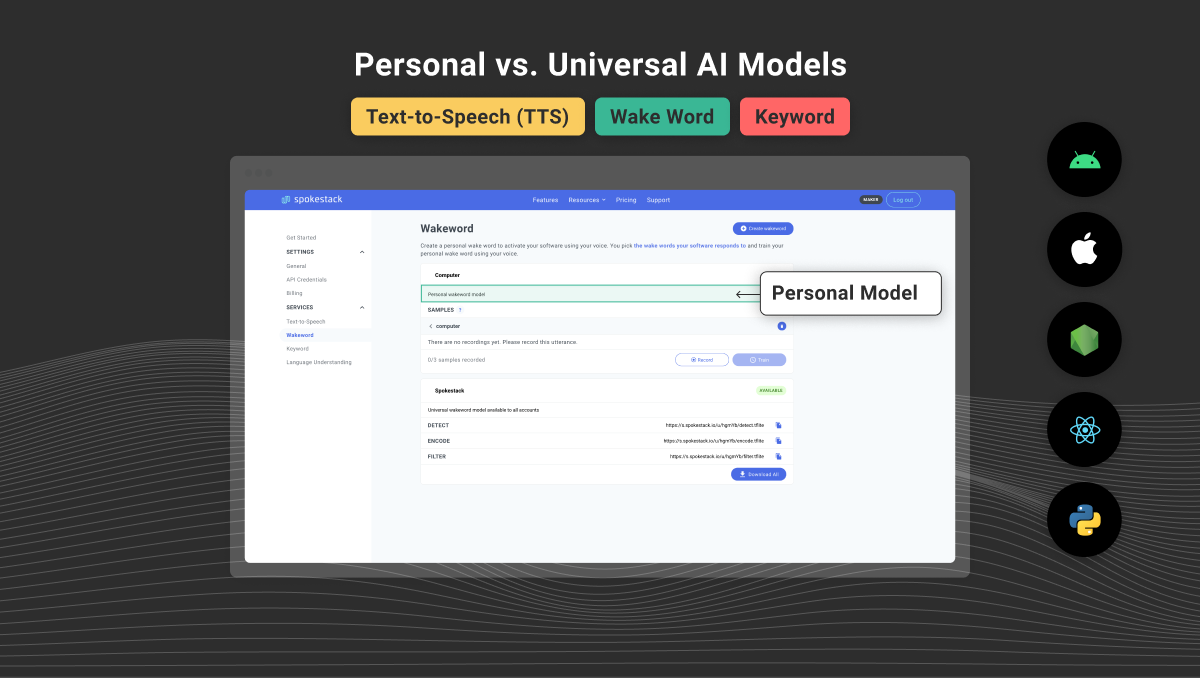 Personal vs. Universal AI Models
Text-to-Speech (TTS)
Wake Word
Keyword
spokestack
Features
Resources
Pricing
Support
MAKER
Log out
Get Started
SETTINGS
General
API Credentials
Billing
SERVICES
Text-to-Speech
Wakeword
Keyword
Language Understanding
Wakeword
Create wakeword
Create a personal wake word to activate your software using your voice. You pick the wake words your software responds to and train your
personal wake word using your voice.
Computer
Personal wakeword model
Personal Model
SAMPLES 1
computer
There are no recordings yet. Please record this utterance.
0/3 samples recorded
Record
Train
Spokestack
AVAILABLE
Universal wakeword model available to all accounts
DETECT
https://s.spokestack.io/u/hgmYb/detect.tflite
ENCODE
https://s.spokestack.io/u/hgmYb/encode.tflite
FILTER
https://s.spokestack.io/u/hgmYb/filter.tflite
Download All